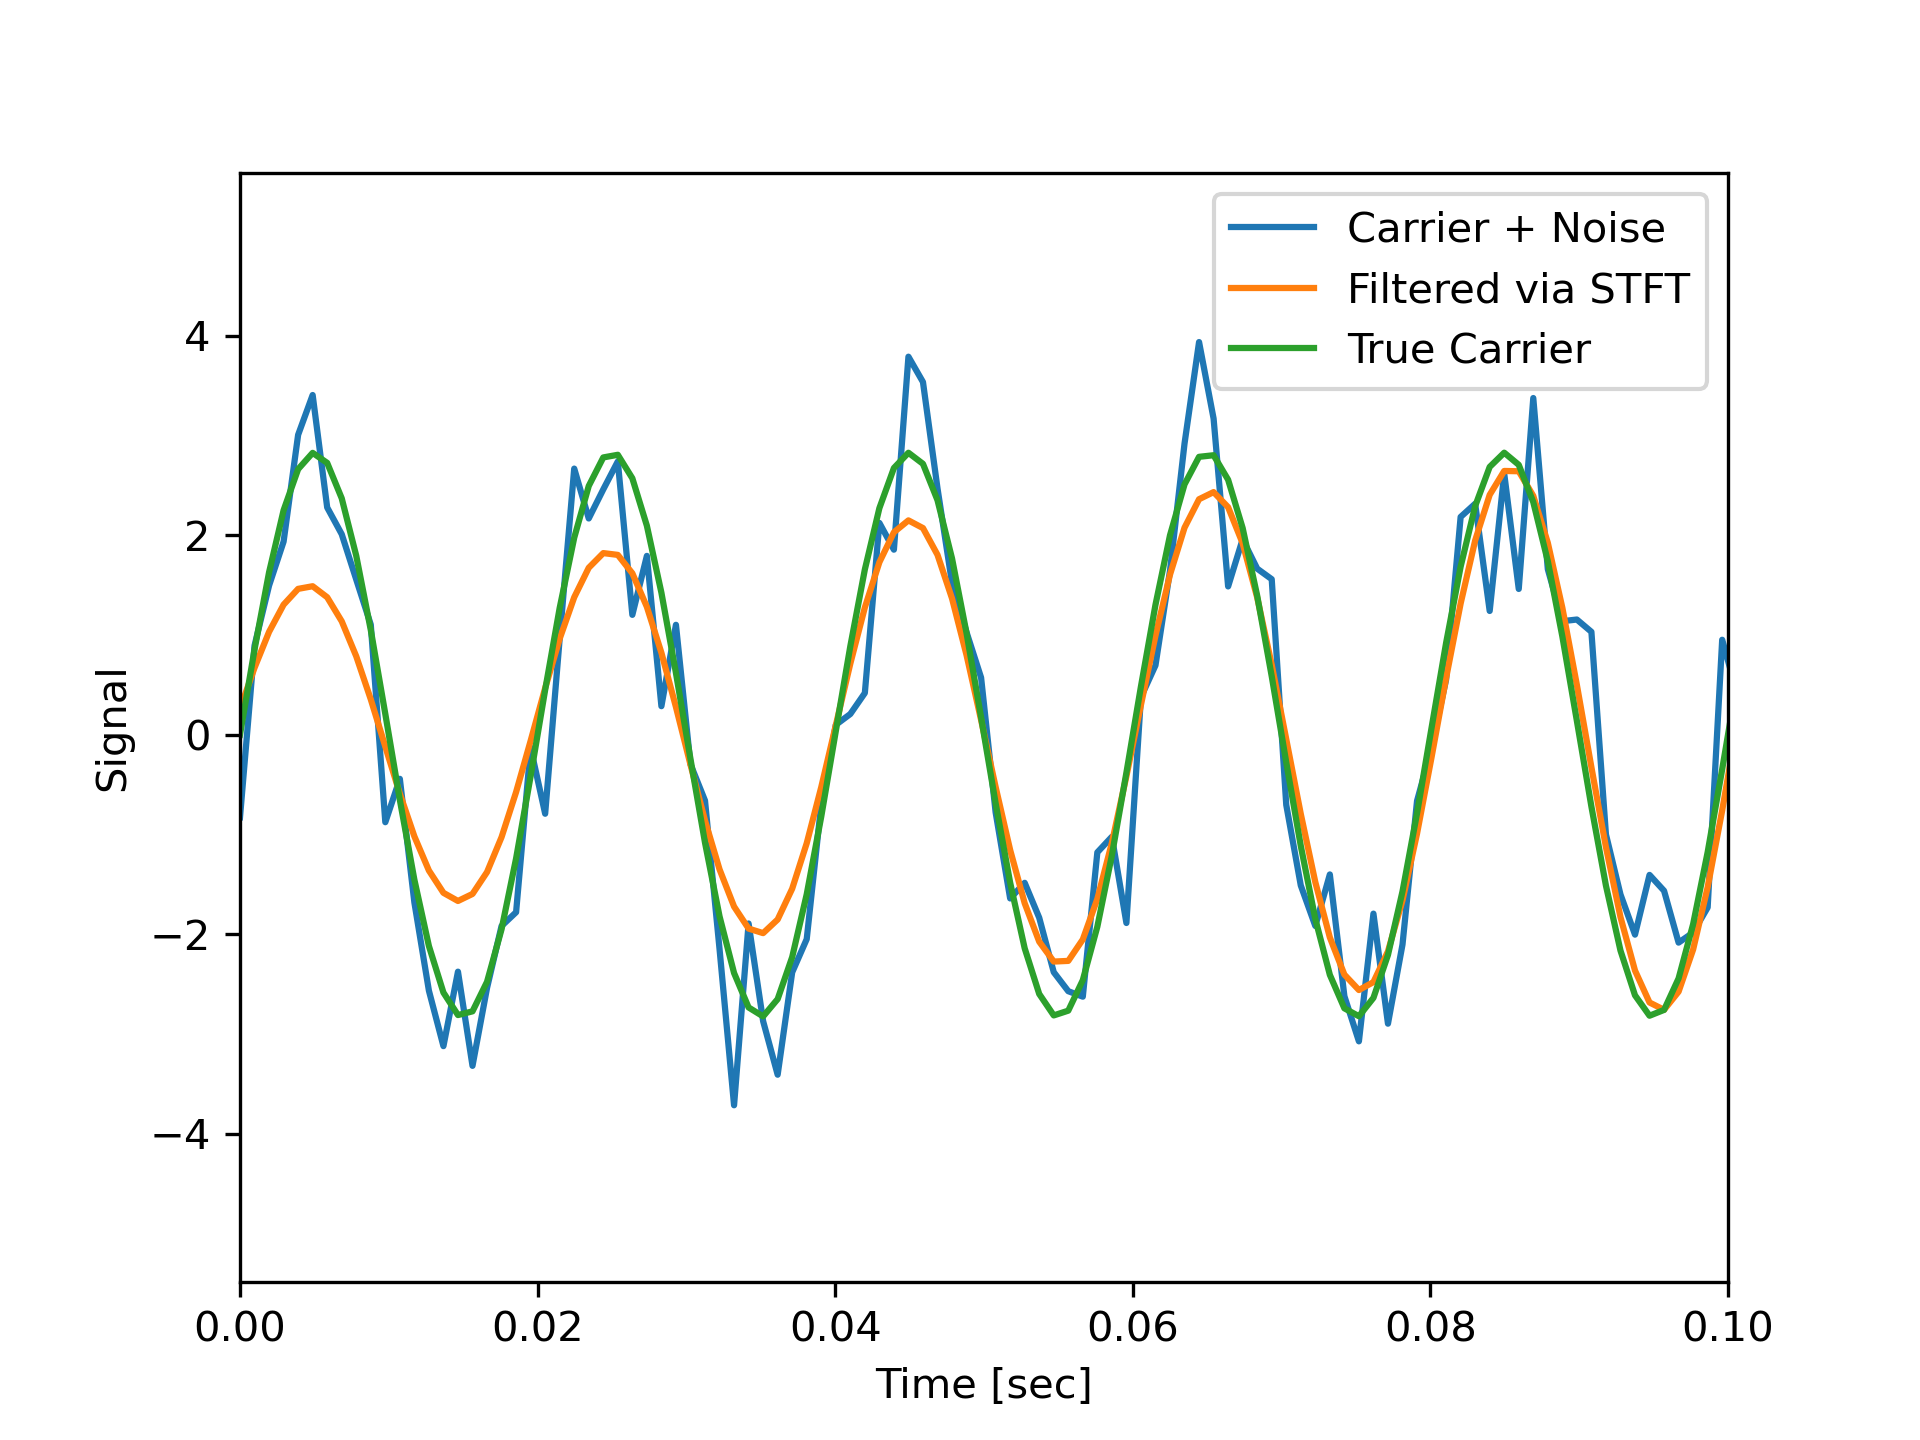 Carrier + Noise
Filtered via STFT
True Carrier
4
2
0
−2
−4
Signal
0.00 0.02 0.04 0.06 0.08 0.10
Time [sec]